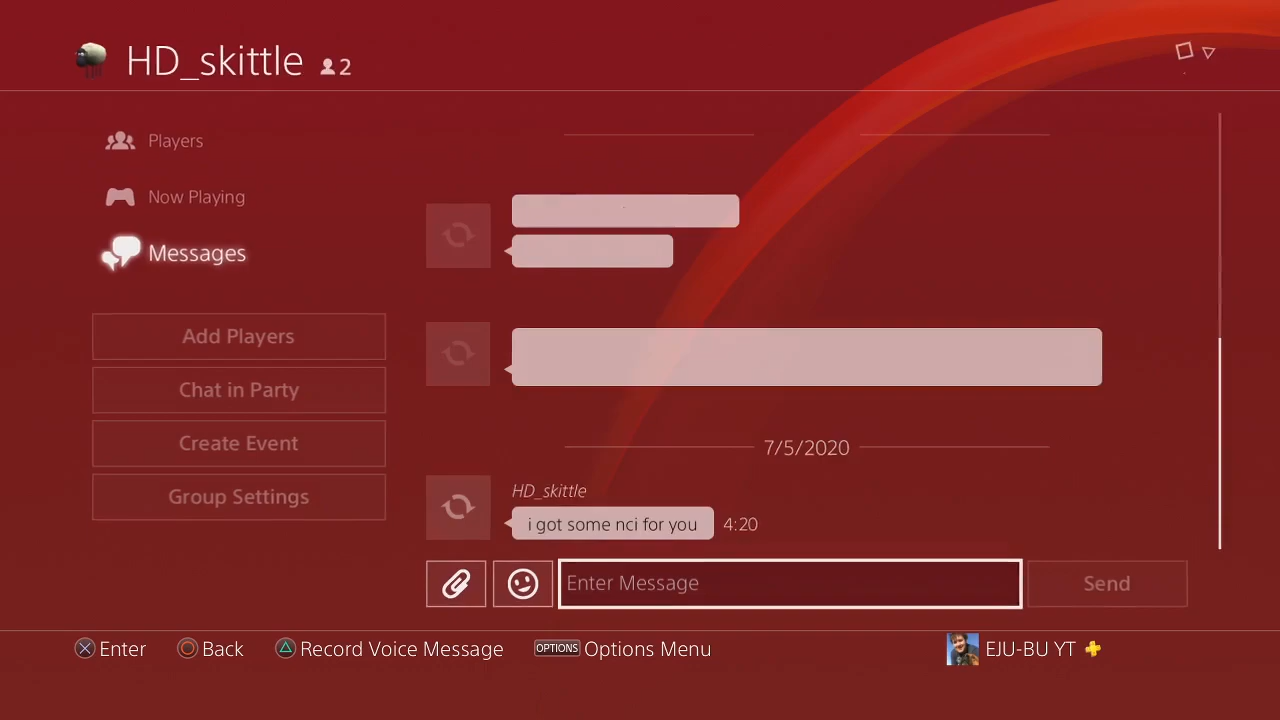 HD_skittle 2
Players
Now Playing
Messages
Add Players
Chat in Party
Create Event
Group Settings
7/5/2020
HD_skittle
i got some nci for you 4:20
Enter Message
Send
Enter Back Record Voice Message OPTIONS Options Menu EJU-BU YT